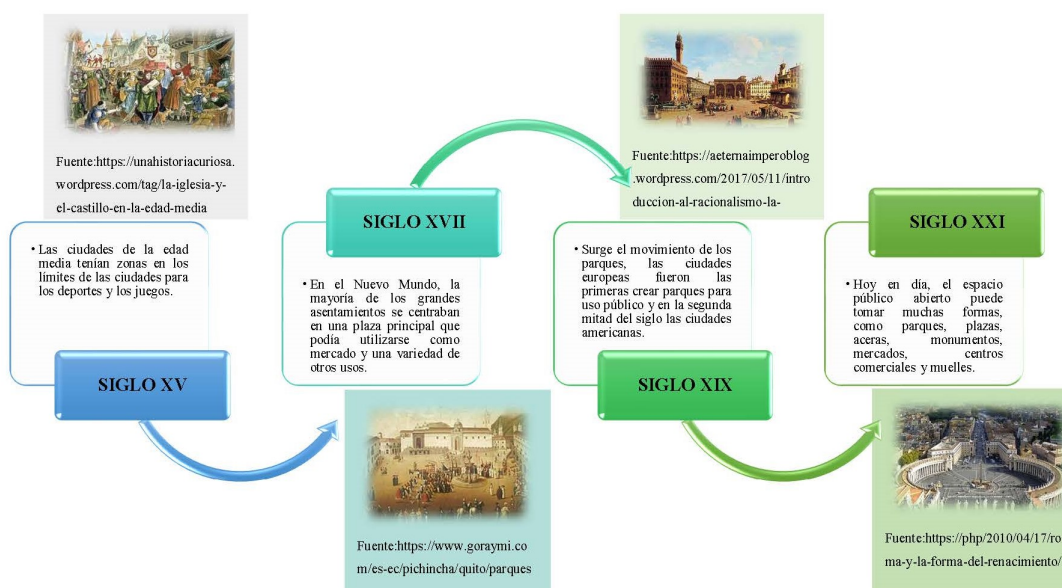 Fuente:https://unahistoriacuriosa.
wordpress.com/tag/la-iglesia-y-
el-castillo-en-la-edad-media
• Las ciudades de la edad
media tenían zonas en los
límites de las ciudades para
los deportes y los juegos.
SIGLO XV
SIGLO XVII
• En el Nuevo Mundo, la
mayoría de los grandes
asentamientos se centraban
en una plaza principal que
podía utilizarse como
mercado y una variedad de
otros usos.
Fuente:https://www.goraymi.co
m/es-ec/pichincha/quito/parques
Fuente:https://aeternaimperoblog
.wordpress.com/2017/05/11/intro
duccion-al-racionalismo-la-
• Surge el movimiento de los
parques, las ciudades
europeas fueron las
primeras crear parques para
uso público y en la segunda
mitad del siglo las ciudades
americanas.
SIGLO XIX
SIGLO XXI
• Hoy en día, el espacio
público abierto puede
tomar muchas formas,
como parques, plazas,
aceras, monumentos,
mercados, centros
comerciales y muelles.
Fuente:https://php/2010/04/17/ro
ma-y-la-forma-del-renacimiento/